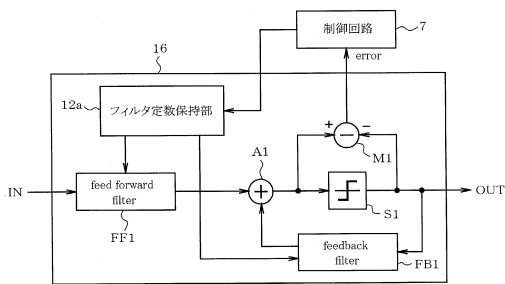 制御回路
7
error
16
12a
フィルタ定数保持部
+
−
−
M1
A1
IN
feed forward
filter
FF1
+
S1
OUT
feedback
filter
FB1